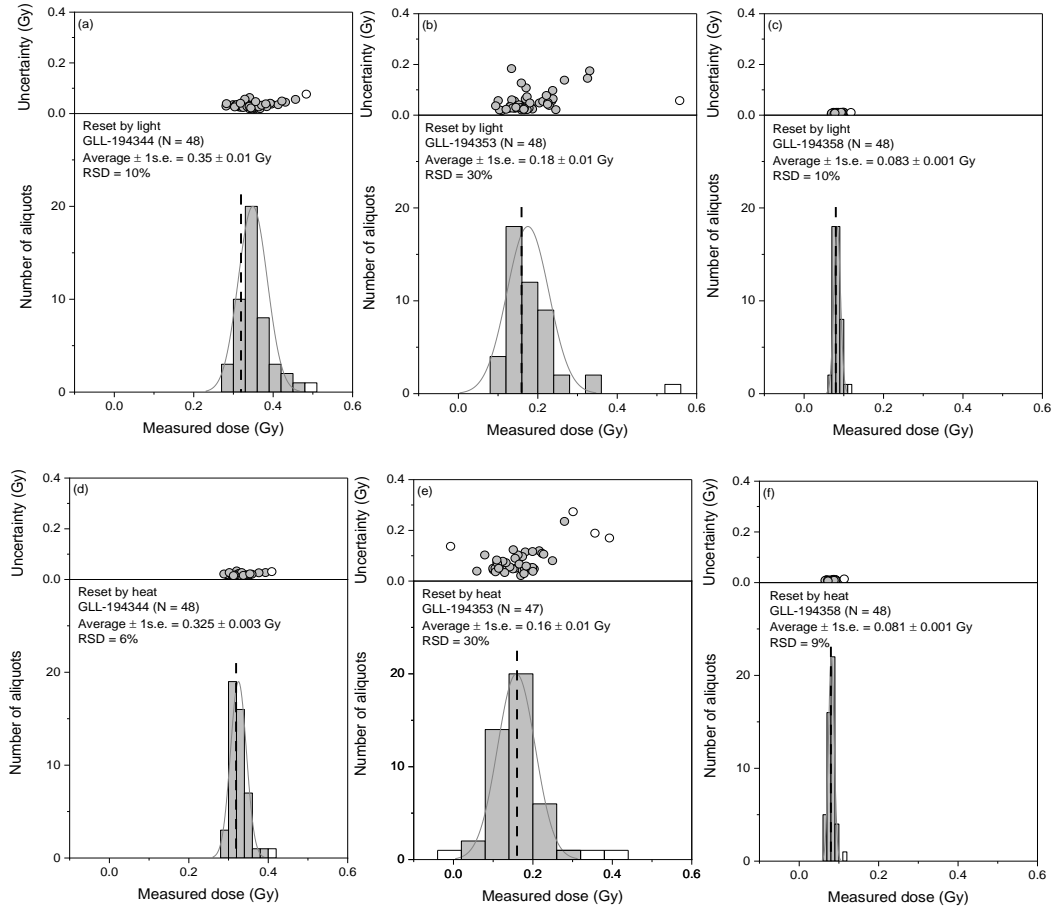 (a)
0.4
0.2
0.0
Uncertainty (Gy)
Reset by light
GLL-194344 (N = 48)
Average ± 1s.e. = 0.35 ± 0.01 Gy
RSD = 10%
20
10
0
Number of aliquots
0.0 0.2 0.4 0.6
Measured dose (Gy)
(b)
0.4
0.2
0.0
Uncertainty (Gy)
Reset by light
GLL-194353 (N = 48)
Average ± 1s.e. = 0.18 ± 0.01 Gy
RSD = 30%
20
10
0
Number of aliquots
0.0 0.2 0.4 0.6
Measured dose (Gy)
(c)
0.4
0.2
0.0
Uncertainty (Gy)
Reset by light
GLL-194358 (N = 48)
Average ± 1s.e. = 0.083 ± 0.001 Gy
RSD = 10%
20
10
0
Number of aliquots
0.0 0.2 0.4 0.6
Measured dose (Gy)
(d)
0.4
0.2
0.0
Uncertainty (Gy)
Reset by heat
GLL-194344 (N = 48)
Average ± 1s.e. = 0.325 ± 0.003 Gy
RSD = 6%
20
10
0
Number of aliquots
0.0 0.2 0.4 0.6
Measured dose (Gy)
(e)
0.4
0.2
0.0
Uncertainty (Gy)
Reset by heat
GLL-194353 (N = 47)
Average ± 1s.e. = 0.16 ± 0.01 Gy
RSD = 30%
20
10
0
Number of aliquots
0.0 0.2 0.4 0.6
Measured dose (Gy)
(f)
0.4
0.2
0.0
Uncertainty (Gy)
Reset by heat
GLL-194358 (N = 48)
Average ± 1s.e. = 0.081 ± 0.001 Gy
RSD = 9%
20
10
0
Number of aliquots
0.0 0.2 0.4 0.6
Measured dose (Gy)